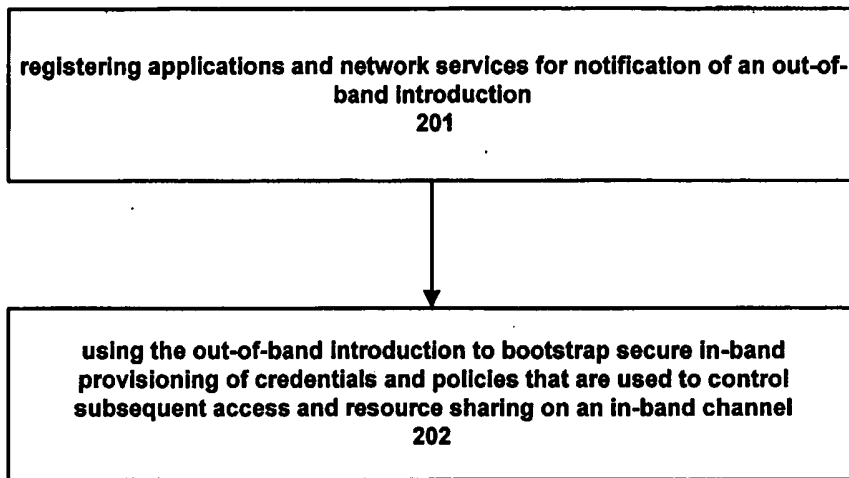 registering applications and network services for notification of an out-of-
band introduction
201
using the out-of-band introduction to bootstrap secure in-band
provisioning of credentials and policies that are used to control
subsequent access and resource sharing on an in-band channel
202